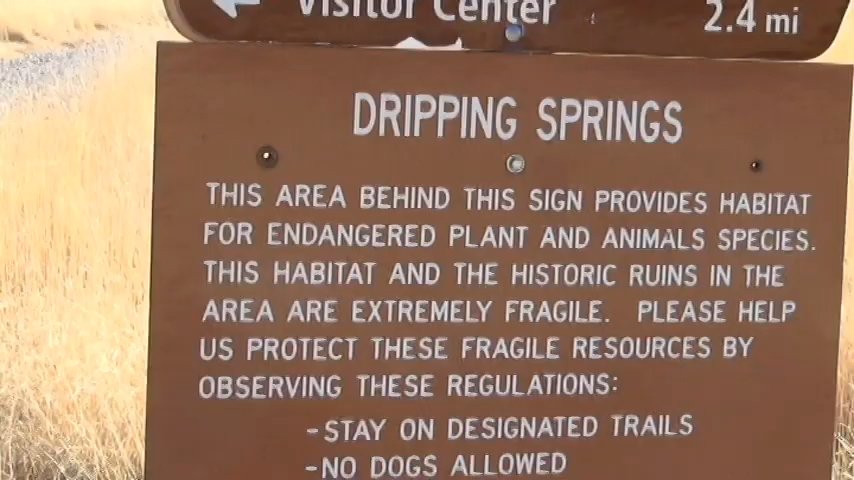 Visitor Center 2.4 mi
DRIPPING SPRINGS
THIS AREA BEHIND THIS SIGN PROVIDES HABITAT
FOR ENDANGERED PLANT AND ANIMALS SPECIES.
THIS HABITAT AND THE HISTORIC RUINS IN THE
AREA ARE EXTREMELY FRAGILE. PLEASE HELP
US PROTECT THESE FRAGILE RESOURCES BY
OBSERVING THESE REGULATIONS:
-STAY ON DESIGNATED TRAILS
-NO DOGS ALLOWED